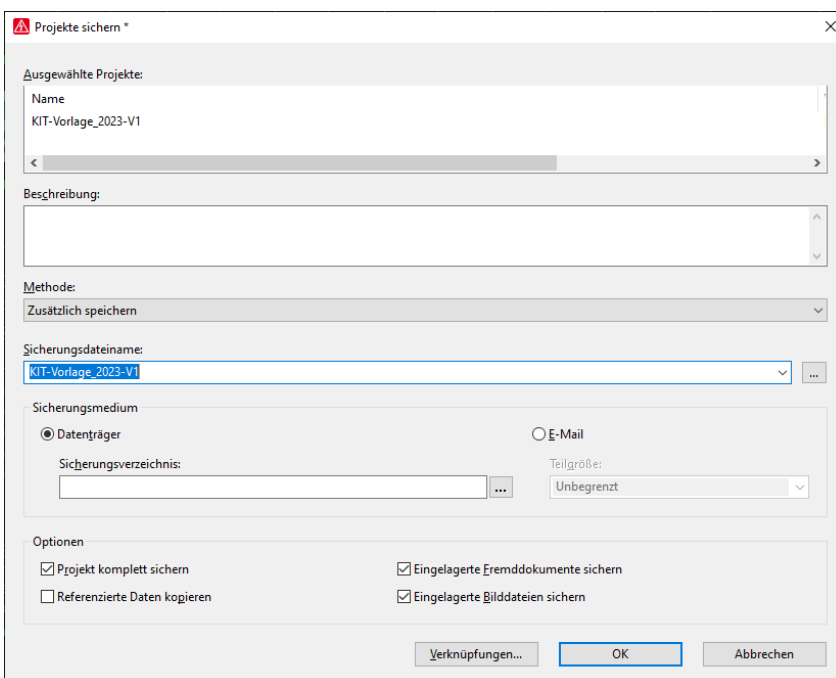 Projekte sichern *
Ausgewählte Projekte:
Name
KIT-Vorlage_2023-V1
Beschreibung:
Methode:
Zusätzlich speichern
Sicherungsdateiname:
KIT-Vorlage_2023-V1
...
Sicherungsmedium
Datenträger
E-Mail
Sicherungsverzeichnis:
Teilgröße:
...
Unbegrenzt
Optionen
Projekt komplett sichern
Eingelagerte Fremddokumente sichern
Referenzierte Daten kopieren
Eingelagerte Bilddateien sichern
Verknüpfungen...
OK
Abbrechen